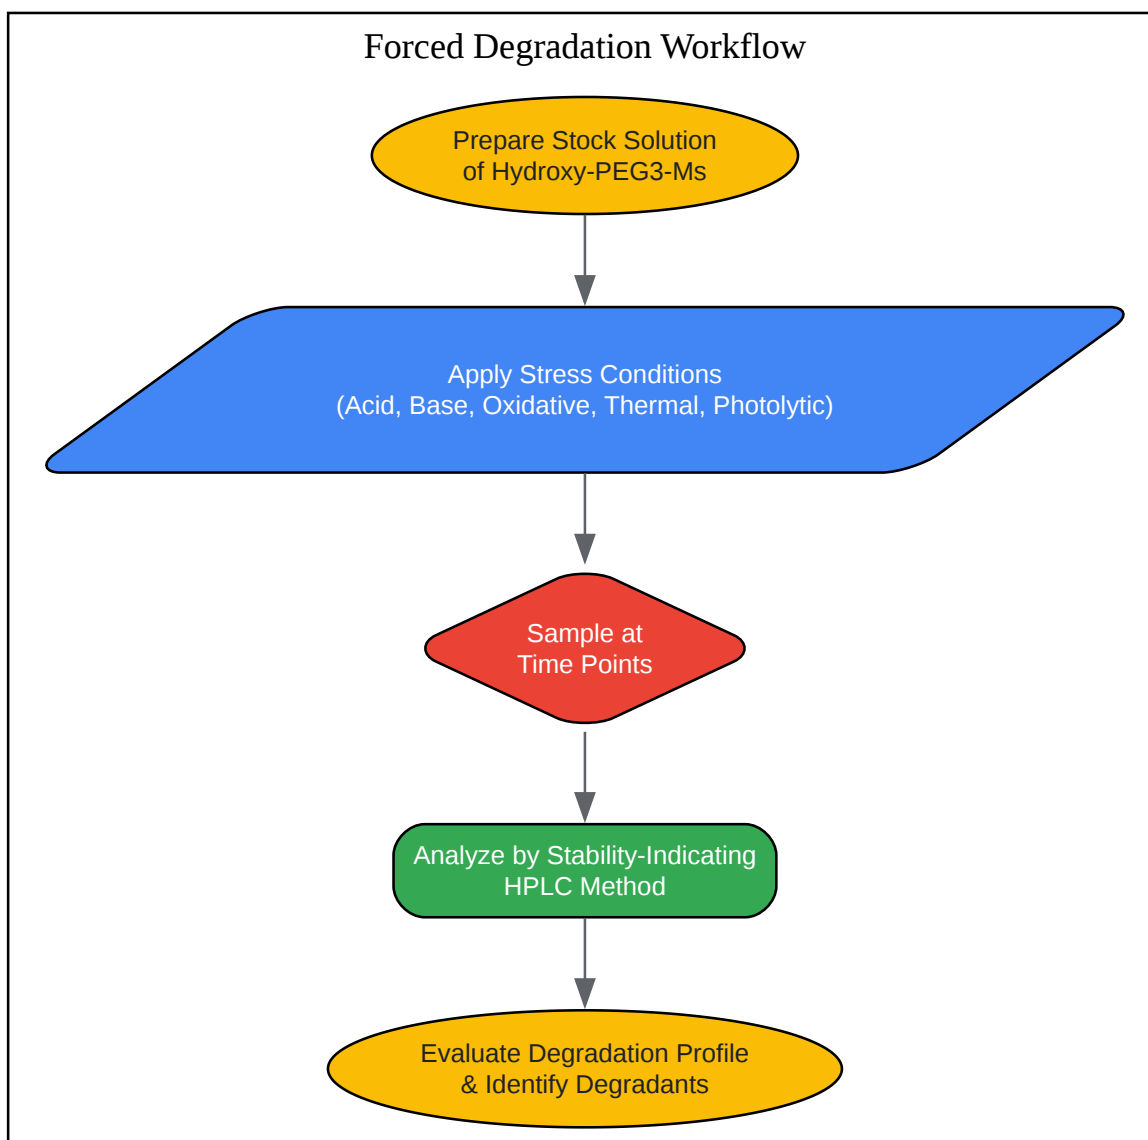 Forced Degradation Workflow
Prepare Stock Solution
of Hydroxy-PEG3-Ms
Apply Stress Conditions
(Acid, Base, Oxidative, Thermal, Photolytic)
Sample at
Time Points
Analyze by Stability-Indicating
HPLC Method
Evaluate Degradation Profile
& Identify Degradants